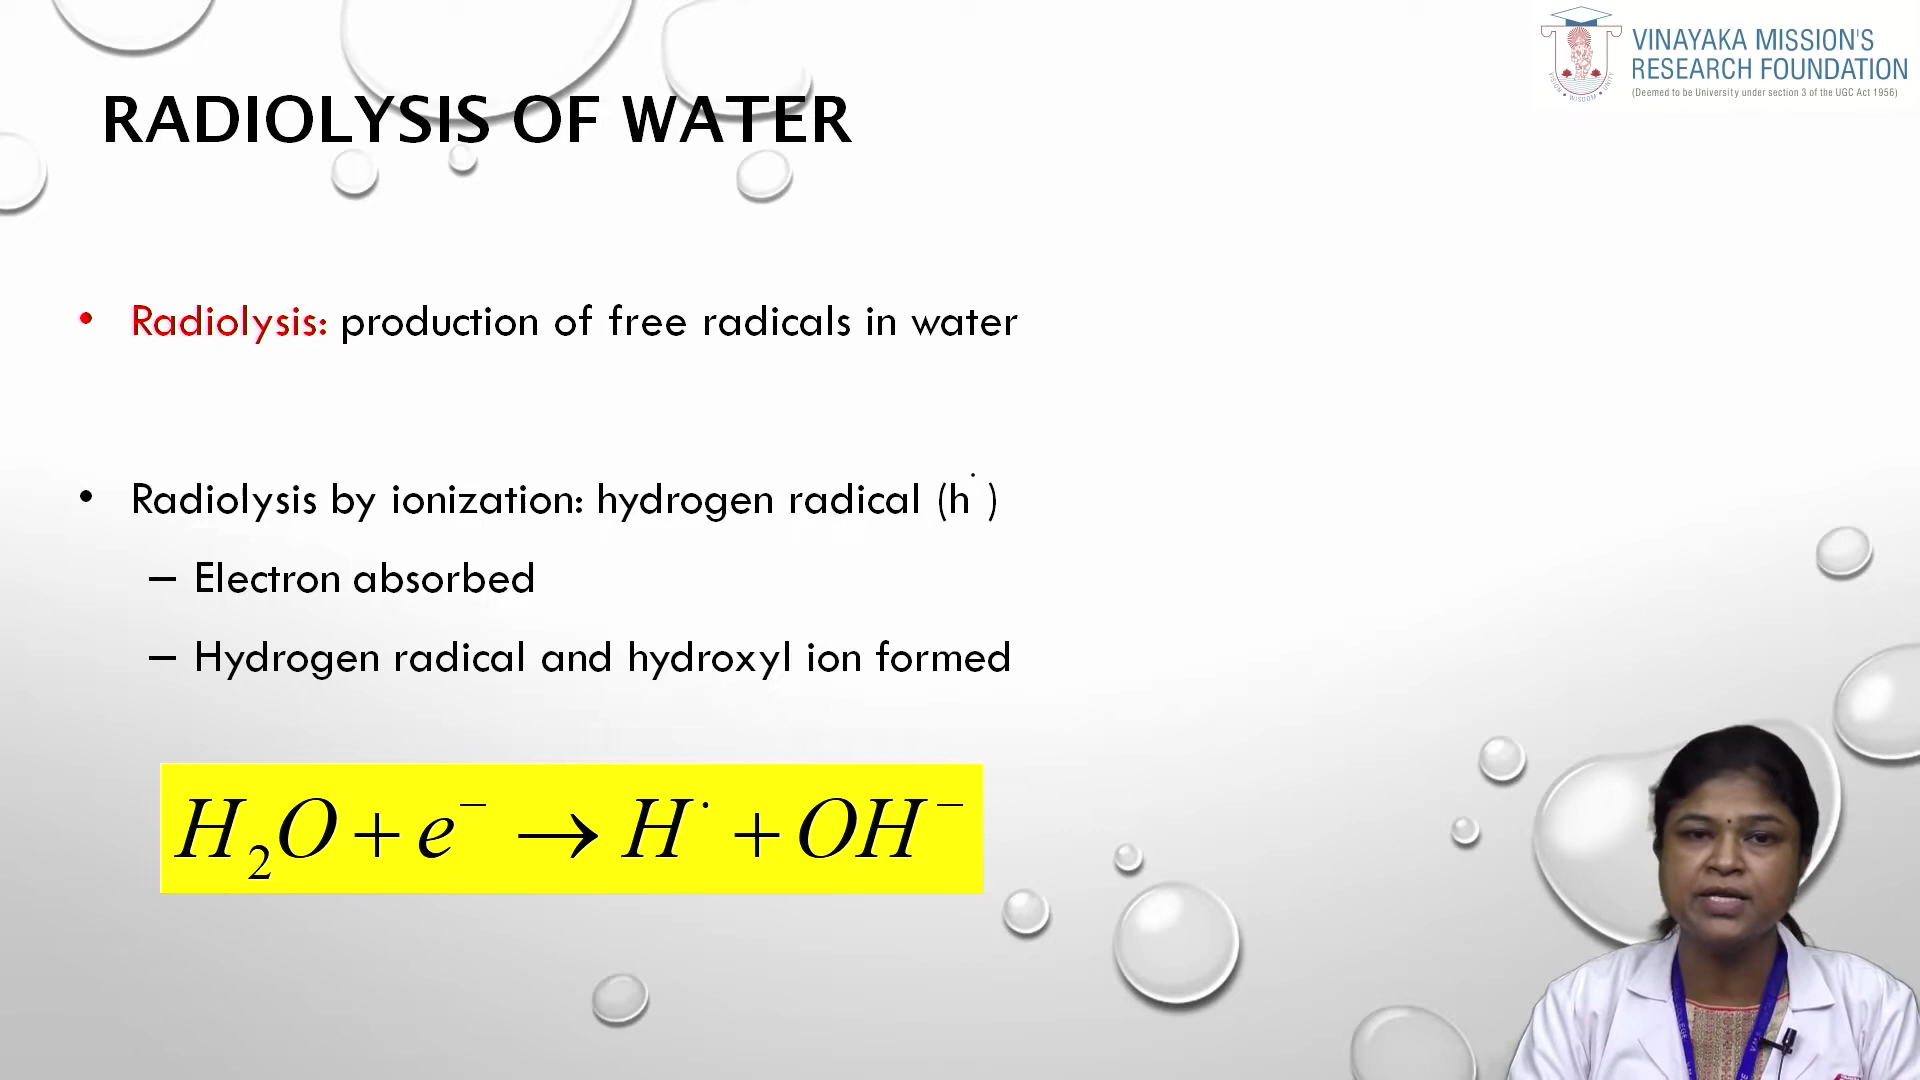 VINAYAKA MISSION'S
RESEARCH FOUNDATION
(Deemed to be University under section 3 of the UGC Act 1956)
RADIOLYSIS OF WATER
• Radiolysis: production of free radicals in water
• Radiolysis by ionization: hydrogen radical (h˙ )
– Electron absorbed
– Hydrogen radical and hydroxyl ion formed
H₂O + e⁻ → H˙ + OH⁻